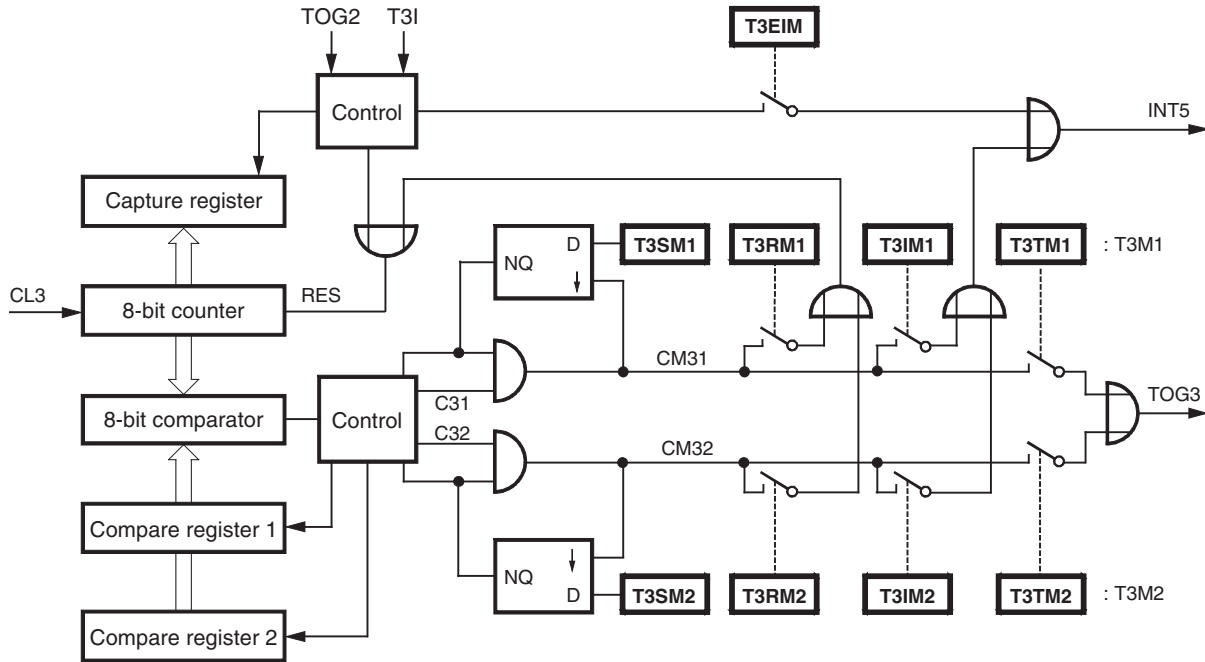 TOG2 T3I
T3EIM
Control
INT5
Capture register
D T3SM1 T3RM1 T3IM1 T3TM1 : T3M1
NQ
CL3 8-bit counter RES
CM31
8-bit comparator Control C31 TOG3
C32
CM32
Compare register 1
NQ
D T3SM2 T3RM2 T3IM2 T3TM2 : T3M2
Compare register 2